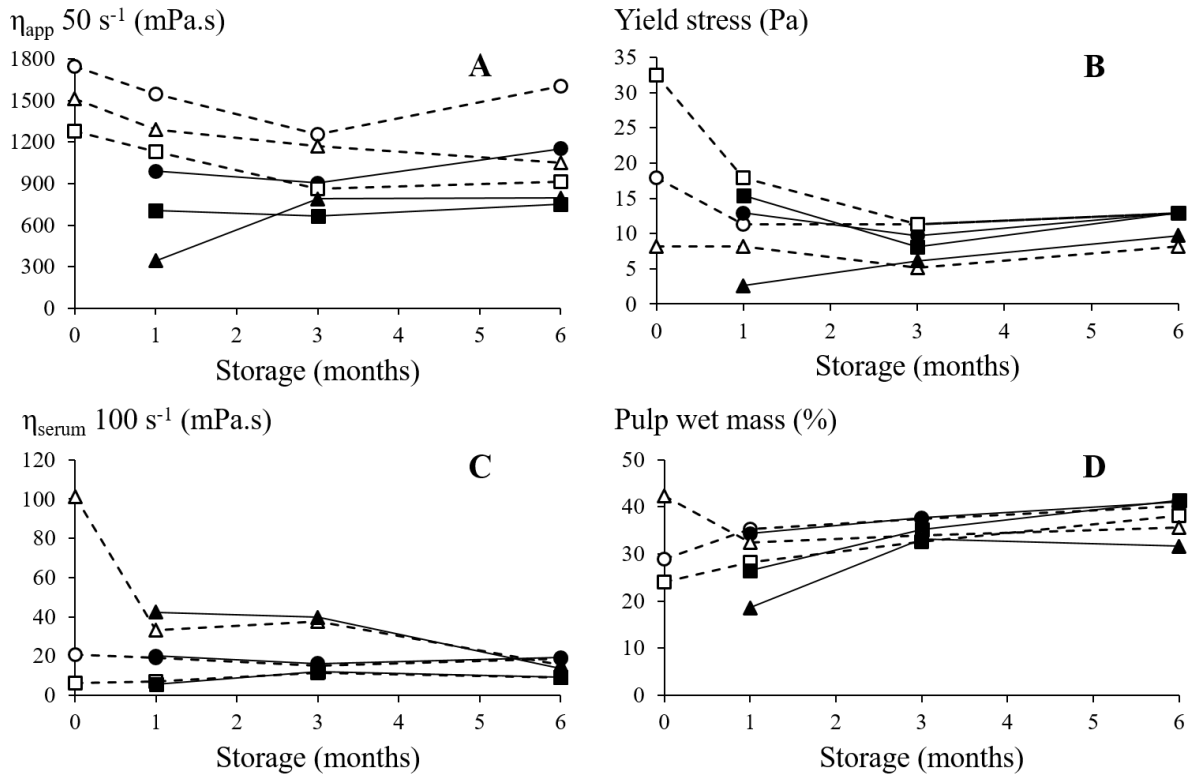 η_app 50 s⁻¹ (mPa.s)
A
1800
1500
1200
900
600
300
0
0 1 2 3 4 5 6
Storage (months)
Yield stress (Pa)
B
35
30
25
20
15
10
5
0
0 1 2 3 4 5 6
Storage (months)
η_serum 100 s⁻¹ (mPa.s)
C
120
100
80
60
40
20
0
0 1 2 3 4 5 6
Storage (months)
Pulp wet mass (%)
D
50
40
30
20
10
0
0 1 2 3 4 5 6
Storage (months)